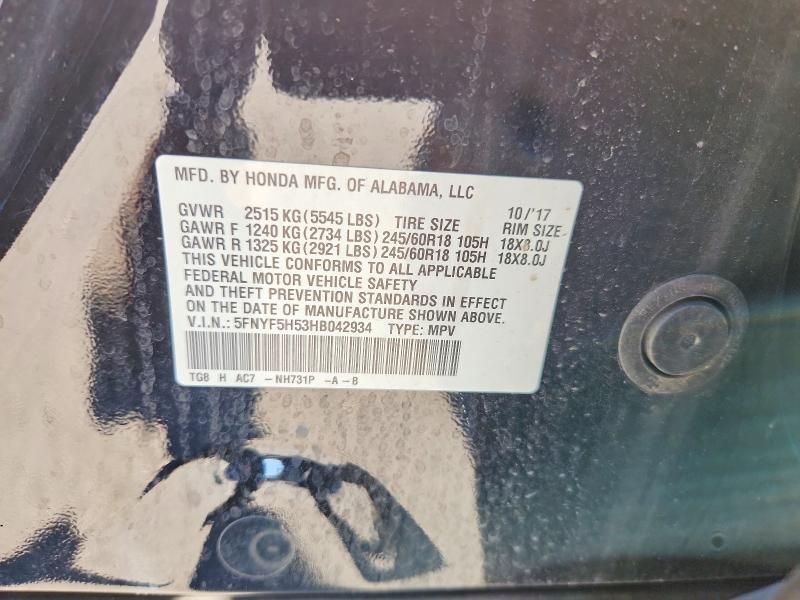 MFD. BY HONDA MFG. OF ALABAMA, LLC
10/'17
GVWR 2515 KG(5545 LBS) TIRE SIZE RIM SIZE
GAWR F 1240 KG(2734 LBS)245/60R18 105H 18X8.0J
GAWR R 1325 KG(2921 LBS)245/60R18 105H 18X8.0J
THIS VEHICLE CONFORMS TO ALL APPLICABLE
FEDERAL MOTOR VEHICLE SAFETY
AND THEFT PREVENTION STANDARDS IN EFFECT
ON THE DATE OF MANUFACTURE SHOWN ABOVE.
V.I.N.: 5FNYF5H53HB042934 TYPE: MPV
TG8 H AC7 -NH731P -A-B